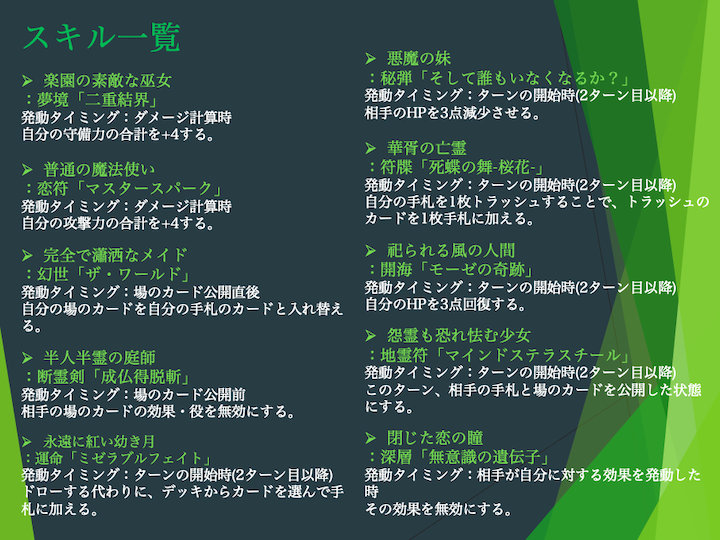 スキル一覧
➢ 楽園の素敵な巫女
：夢境「二重結界」
発動タイミング：ダメージ計算時
自分の守備力の合計を+4する。
➢ 普通の魔法使い
：恋符「マスタースパーク」
発動タイミング：ダメージ計算時
自分の攻撃力の合計を+4する。
➢ 完全で瀟洒なメイド
：幻世「ザ・ワールド」
発動タイミング：場のカード公開直後
自分の場のカードを自分の手札のカードと入れ替え
る。
➢ 半人半霊の庭師
：断霊剣「成仏得脱斬」
発動タイミング：場のカード公開前
相手の場のカードの効果・役を無効にする。
➢ 永遠に紅い幼き月
：運命「ミゼラブルフェイト」
発動タイミング：ターンの開始時(2ターン目以降)
ドローする代わりに、デッキからカードを選んで手
札に加える。
➢ 悪魔の妹
：秘弾「そして誰もいなくなるか？」
発動タイミング：ターンの開始時(2ターン目以降)
相手のHPを3点減少させる。
➢ 華胥の亡霊
：符牒「死蝶の舞-桜花-」
発動タイミング：ターンの開始時(2ターン目以降)
自分の手札を1枚トラッシュすることで、トラッシュの
カードを1枚手札に加える。
➢ 祀られる風の人間
：開海「モーゼの奇跡」
発動タイミング：ターンの開始時(2ターン目以降)
自分のHPを3点回復する。
➢ 怨霊も恐れ怯む少女
：地霊符「マインドステラスチール」
発動タイミング：ターンの開始時(2ターン目以降)
このターン、相手の手札と場のカードを公開した状態
にする。
➢ 閉じた恋の瞳
：深層「無意識の遺伝子」
発動タイミング：相手が自分に対する効果を発動した
時
その効果を無効にする。